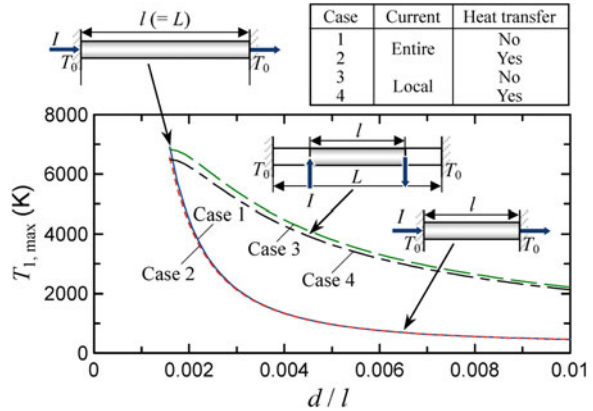 l (= L)
I
T0
T0
Case Current Heat transfer
1 Entire No
2 Yes
3 Local No
4 Yes
8000
6000
4000
2000
0
T1, max (K)
Case 1
Case 2
Case 3
Case 4
l
T0
T0
L
I
l
I
T0
T0
0
0.002
0.004
0.006
0.008
0.01
d / l